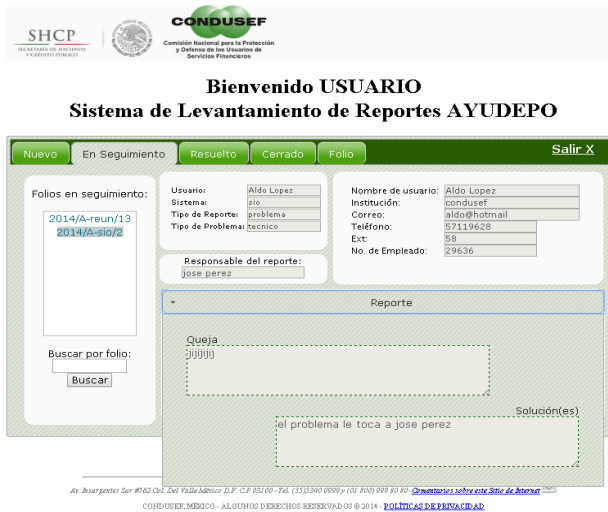 SHCP
SECRETARÍA DE HACIENDA
Y CRÉDITO PÚBLICO
CONDUSEF
Comisión Nacional para la Protección
y Defensa de los Usuarios de
Servicios Financieros
Bienvenido USUARIO
Sistema de Levantamiento de Reportes AYUDEPO
Nuevo En Seguimiento Resuelto Cerrado Folio Salir X
Folios en seguimiento:
2014/A-reun/13
2014/A-sio/2
Buscar por folio:
Buscar
Usuario: Aldo Lopez
Sistema: sio
Tipo de Reporte: problema
Tipo de Problema: tecnico
Responsable del reporte:
jose perez
Nombre de usuario: Aldo Lopez
Institución: condusef
Correo: aldo@hotmail
Teléfono: 57119628
Ext: 58
No. de Empleado: 29636
Reporte
Queja
jijijijij
Solución(es)
el problema le toca a jose perez
Av. Insurgentes Sur #762 Col. Del Valle México D.F. C.P 03100 - Tel. (55)5340 0999 y (01 800) 999 80 80 - Comentarios sobre este Sitio de Internet
CONDUSEF, MÉXICO - ALGUNOS DERECHOS RESERVADOS © 2014 - POLÍTICAS DE PRIVACIDAD